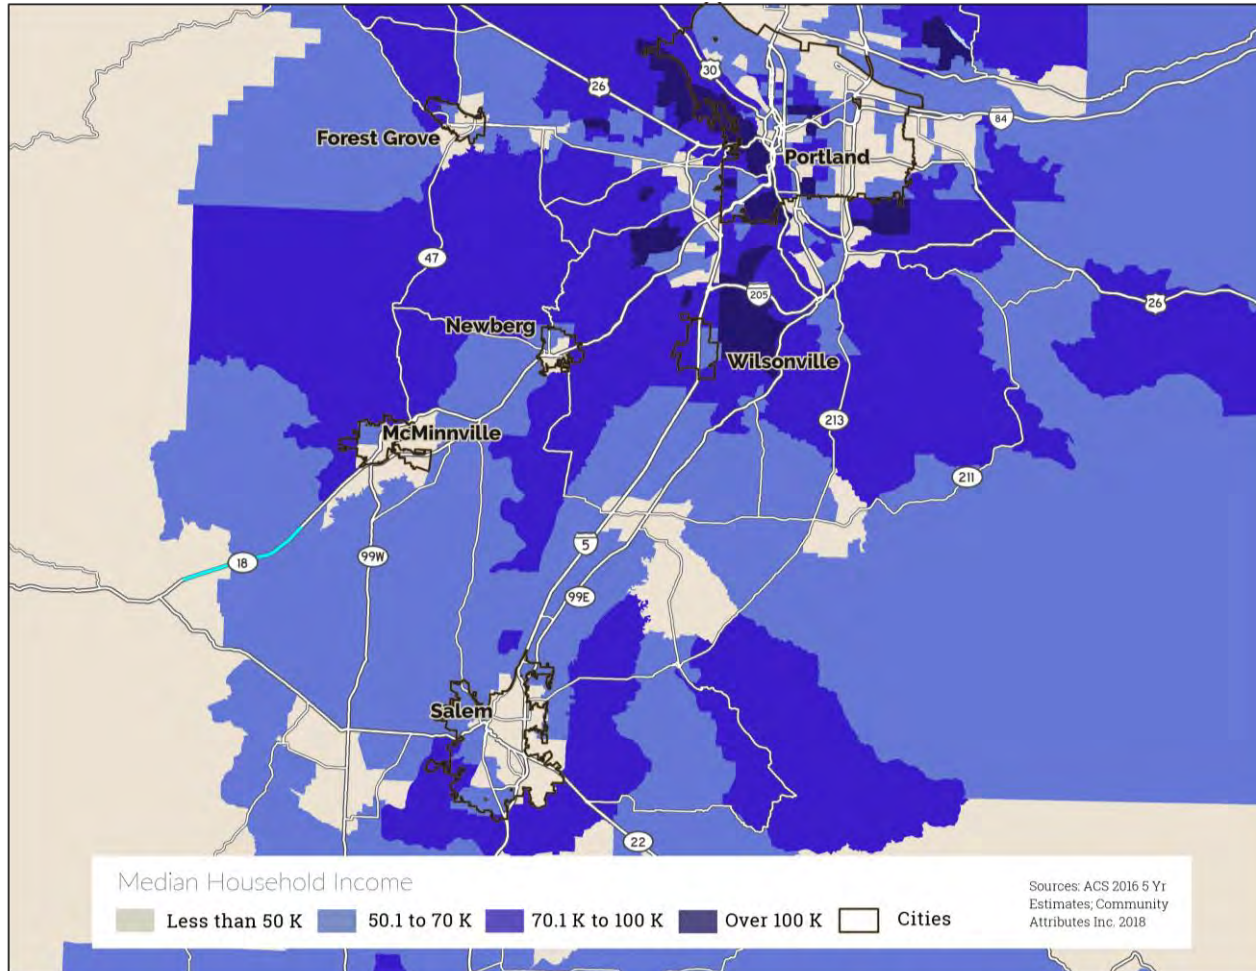 30
26
84
Forest Grove
Portland
47
205
26
Newberg
Wilsonville
213
McMinnville
211
5
18
99W
99E
Salem
22
Median Household Income
Less than 50 K
50.1 to 70 K
70.1 K to 100 K
Over 100 K
Cities
Sources: ACS 2016 5 Yr
Estimates; Community
Attributes Inc. 2018